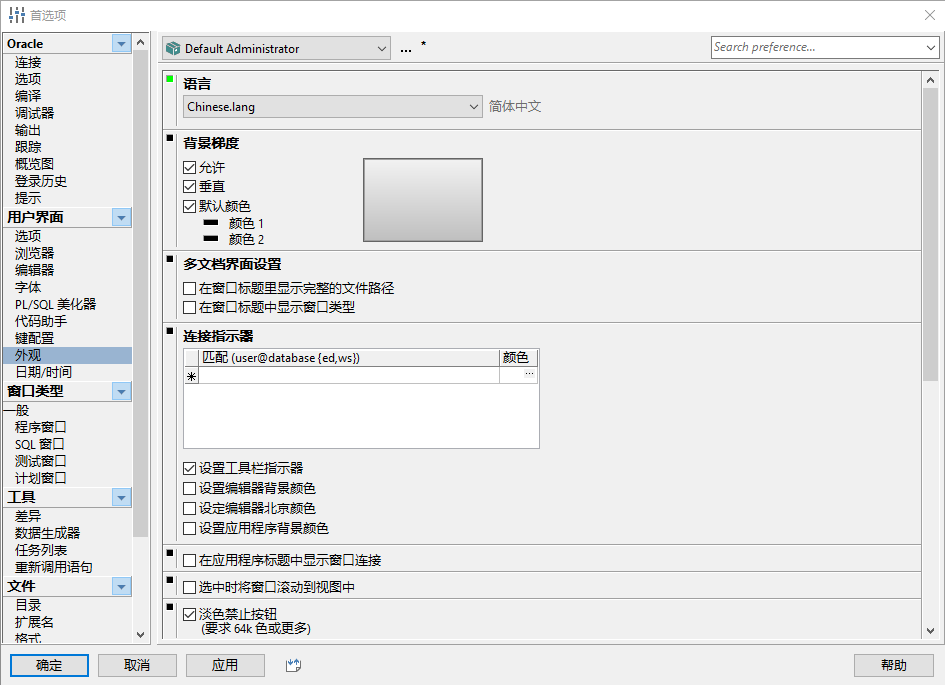 首选项
Oracle
连接
选项
编译
调试器
输出
跟踪
概览图
登录历史
提示
用户界面
选项
浏览器
编辑器
字体
PL/SQL 美化器
代码助手
键配置
外观
日期/时间
窗口类型
一般
程序窗口
SQL 窗口
测试窗口
计划窗口
工具
差异
数据生成器
任务列表
重新调用语句
文件
目录
扩展名
格式
Default Administrator
... *
Search preference...
语言
Chinese.lang 简体中文
背景梯度
允许
垂直
默认颜色
颜色 1
颜色 2
多文档界面设置
在窗口标题里显示完整的文件路径
在窗口标题中显示窗口类型
连接指示器
匹配 (user@database {ed,ws}) 颜色
设置工具栏指示器
设置编辑器背景颜色
设定编辑器北京颜色
设置应用程序背景颜色
在应用程序标题中显示窗口连接
选中时将窗口滚动到视图中
淡色禁止按钮
(要求 64k 色或更多)
确定 取消 应用 帮助